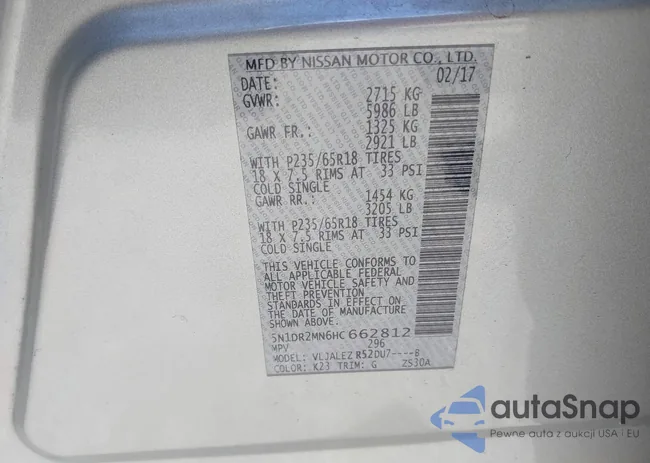 MFD BY NISSAN MOTOR CO., LTD.
DATE: 02/17
GVWR: 2715 KG
5986 LB
GAWR FR.: 1325 KG
2921 LB
WITH P235/65R18 TIRES
18 X 7.5 RIMS AT 33 PSI
COLD SINGLE
GAWR RR.: 1454 KG
3205 LB
WITH P235/65R18 TIRES
18 X 7.5 RIMS AT 33 PSI
COLD SINGLE
THIS VEHICLE CONFORMS TO
ALL APPLICABLE FEDERAL
MOTOR VEHICLE SAFETY AND
THEFT PREVENTION
STANDARDS IN EFFECT ON
THE DATE OF MANUFACTURE
SHOWN ABOVE.
5N1DR2MN6HC662812
MPV 296
MODEL: VLJALEZ R52DU7----B
COLOR: K23 TRIM: G ZS30A
autaSnap
Pewne auta z aukcji USA i EU